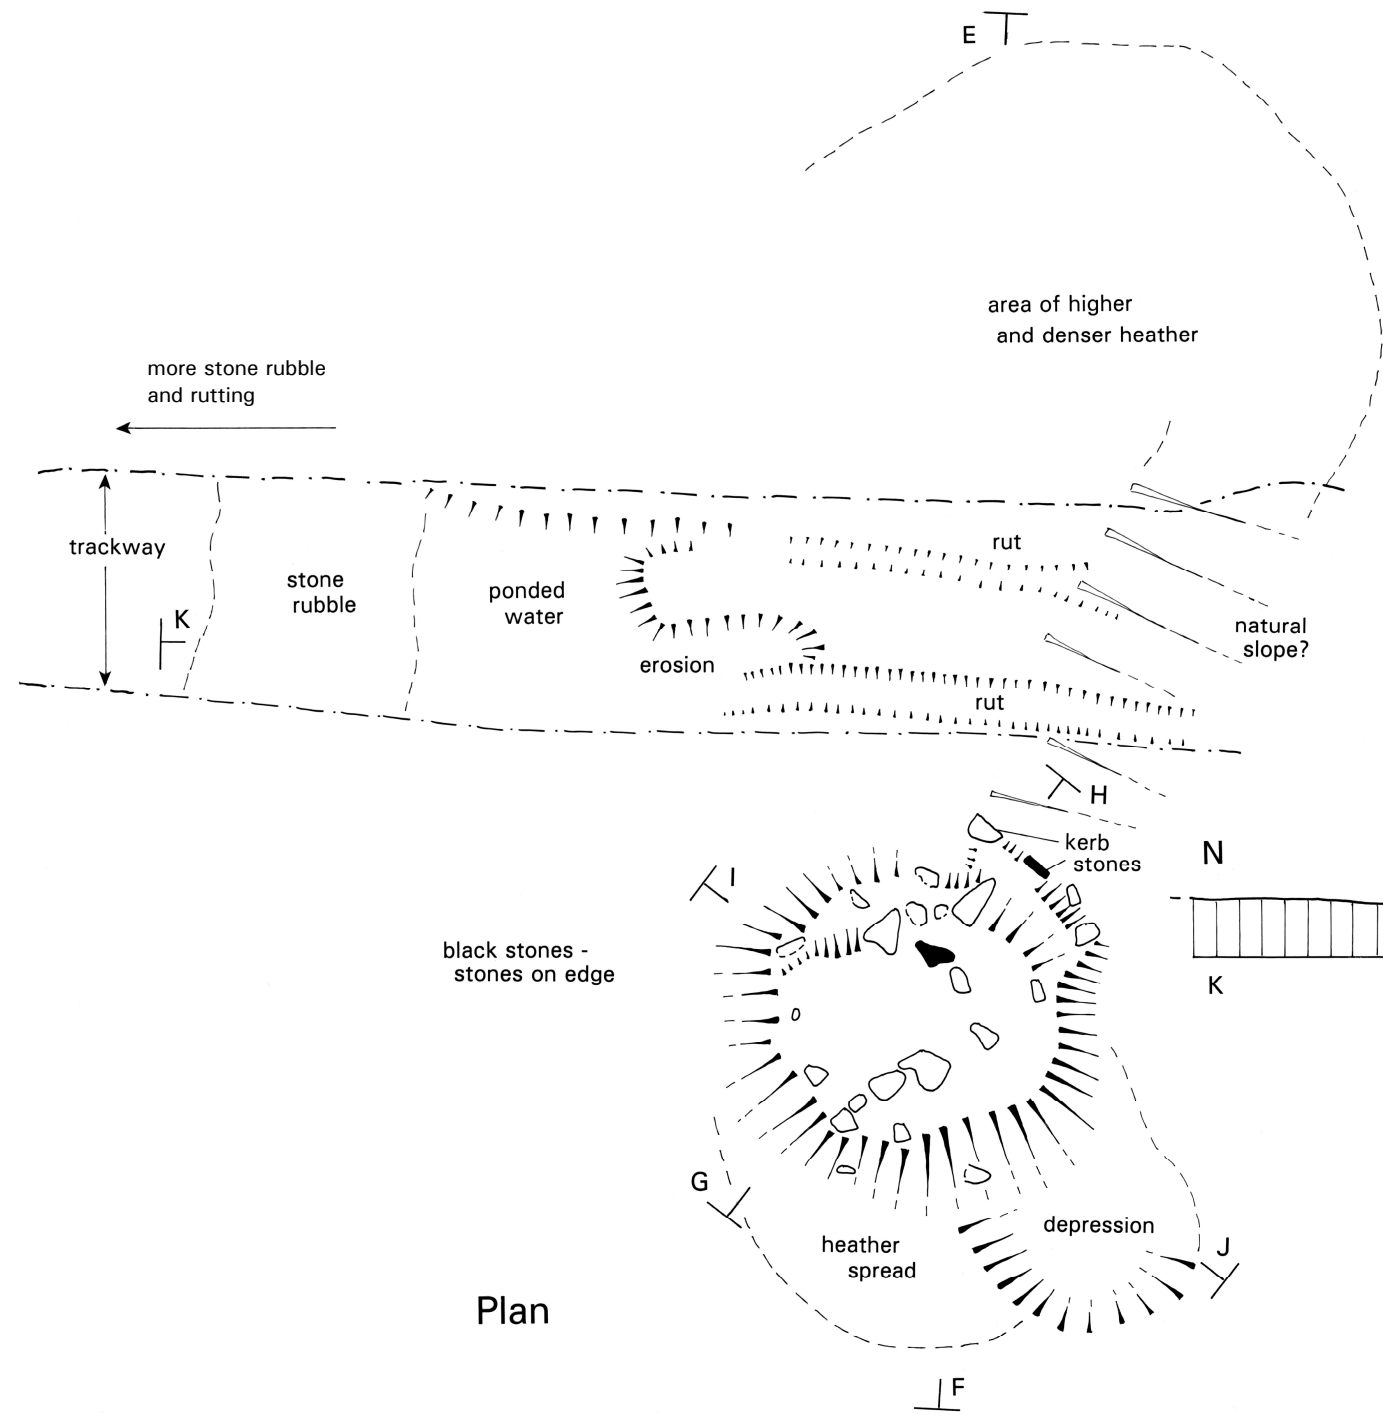 E
area of higher
and denser heather
more stone rubble
and rutting
trackway
rut
stone
rubble
ponded
water
K
natural
slope?
erosion
rut
H
kerb
stones
N
I
black stones -
stones on edge
K
G
depression
J
heather
spread
Plan
F